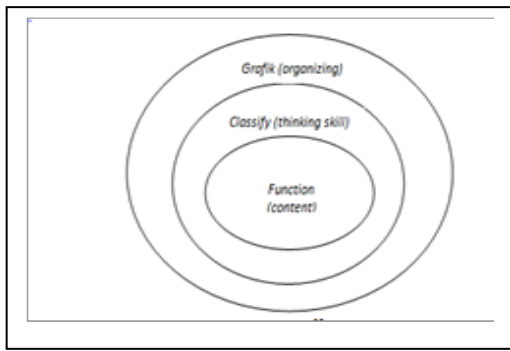 Grafik (organizing)
Classify (thinking skill)
Function
(content)